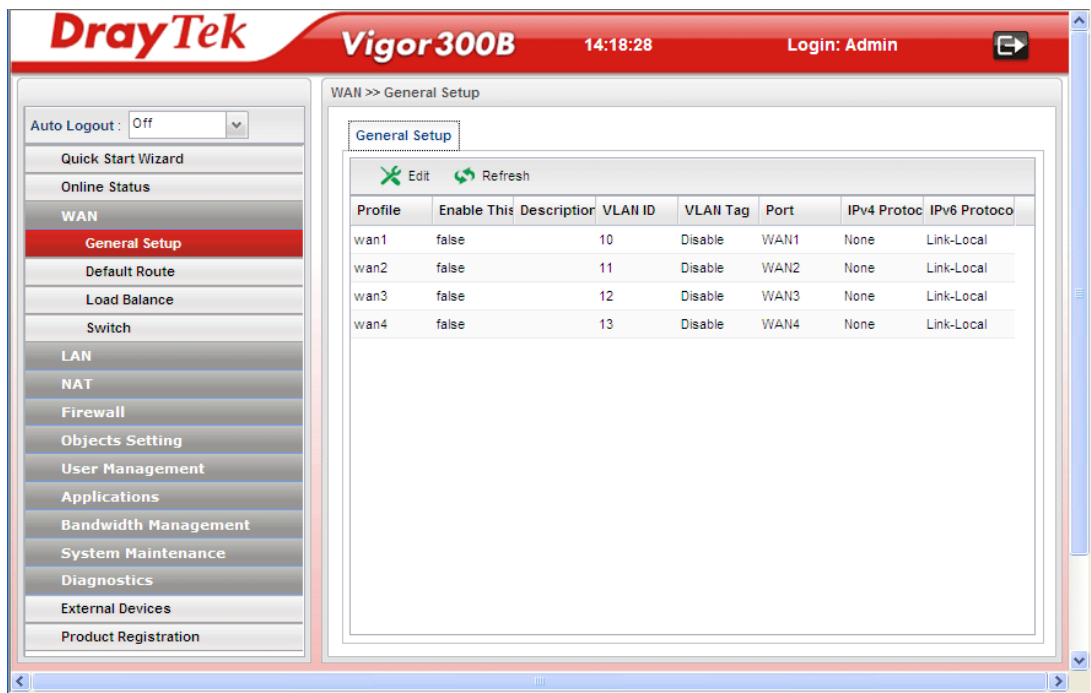 DrayTek Vigor300B 14:18:28 Login: Admin
Auto Logout : Off
Quick Start Wizard
Online Status
WAN
General Setup
Default Route
Load Balance
Switch
LAN
NAT
Firewall
Objects Setting
User Management
Applications
Bandwidth Management
System Maintenance
Diagnostics
External Devices
Product Registration
WAN >> General Setup
General Setup
Edit Refresh
Profile Enable This Description VLAN ID VLAN Tag Port IPv4 Protoc IPv6 Protoco
wan1 false 10 Disable WAN1 None Link-Local
wan2 false 11 Disable WAN2 None Link-Local
wan3 false 12 Disable WAN3 None Link-Local
wan4 false 13 Disable WAN4 None Link-Local